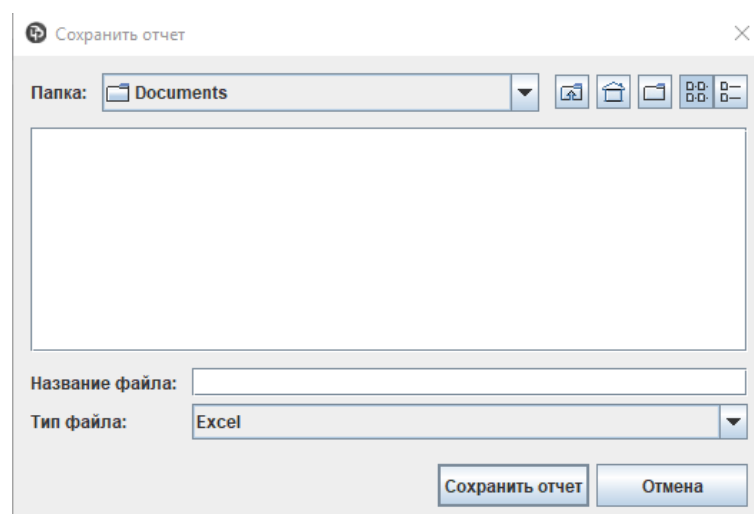 Сохранить отчет
Папка: Documents
Название файла:
Тип файла: Excel
Сохранить отчет Отмена